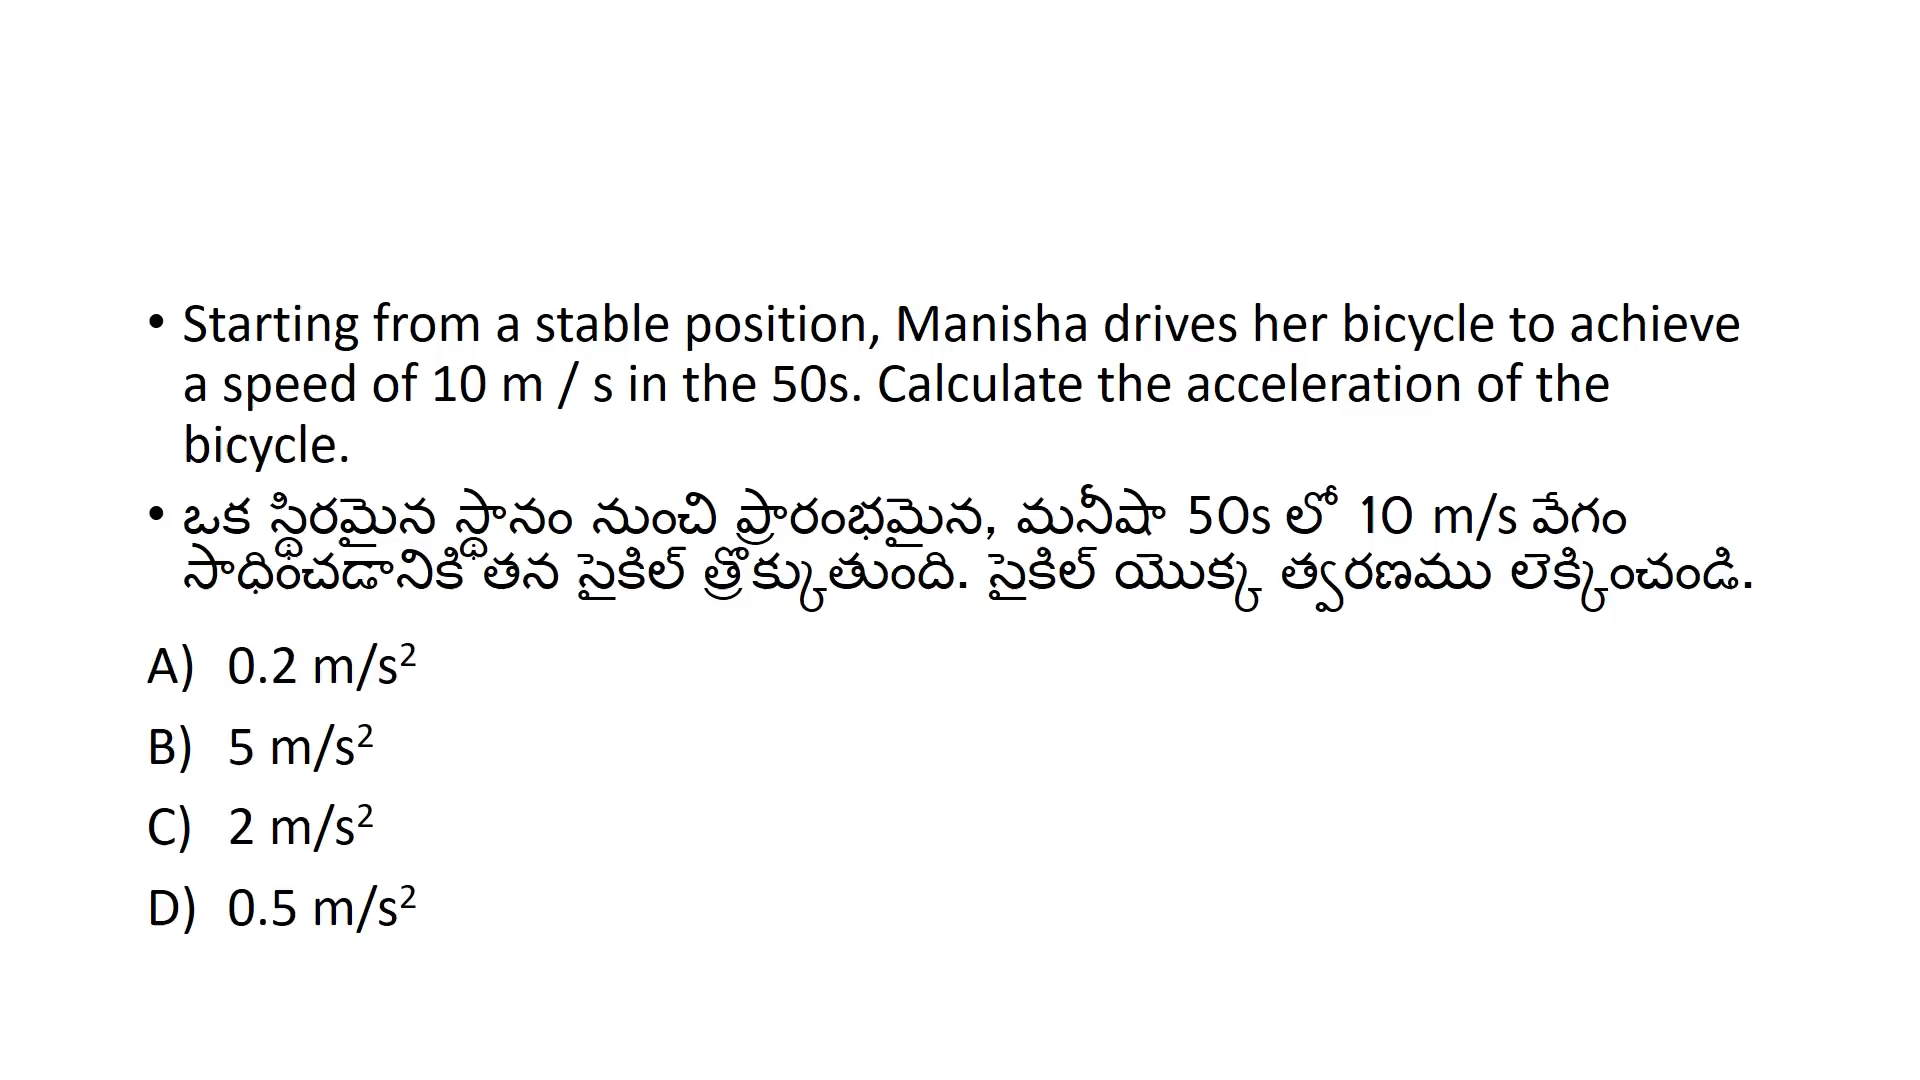 • Starting from a stable position, Manisha drives her bicycle to achieve
a speed of 10 m / s in the 50s. Calculate the acceleration of the
bicycle.
• ఒక స్థిరమైన స్థానం నుంచి ప్రారంభమైన, మనీషా 50s లో 10 m/s వేగం
సాధించడానికి తన సైకిల్ త్రొక్కుతుంది. సైకిల్ యొక్క త్వరణము లెక్కించండి.
A) 0.2 m/s²
B) 5 m/s²
C) 2 m/s²
D) 0.5 m/s²